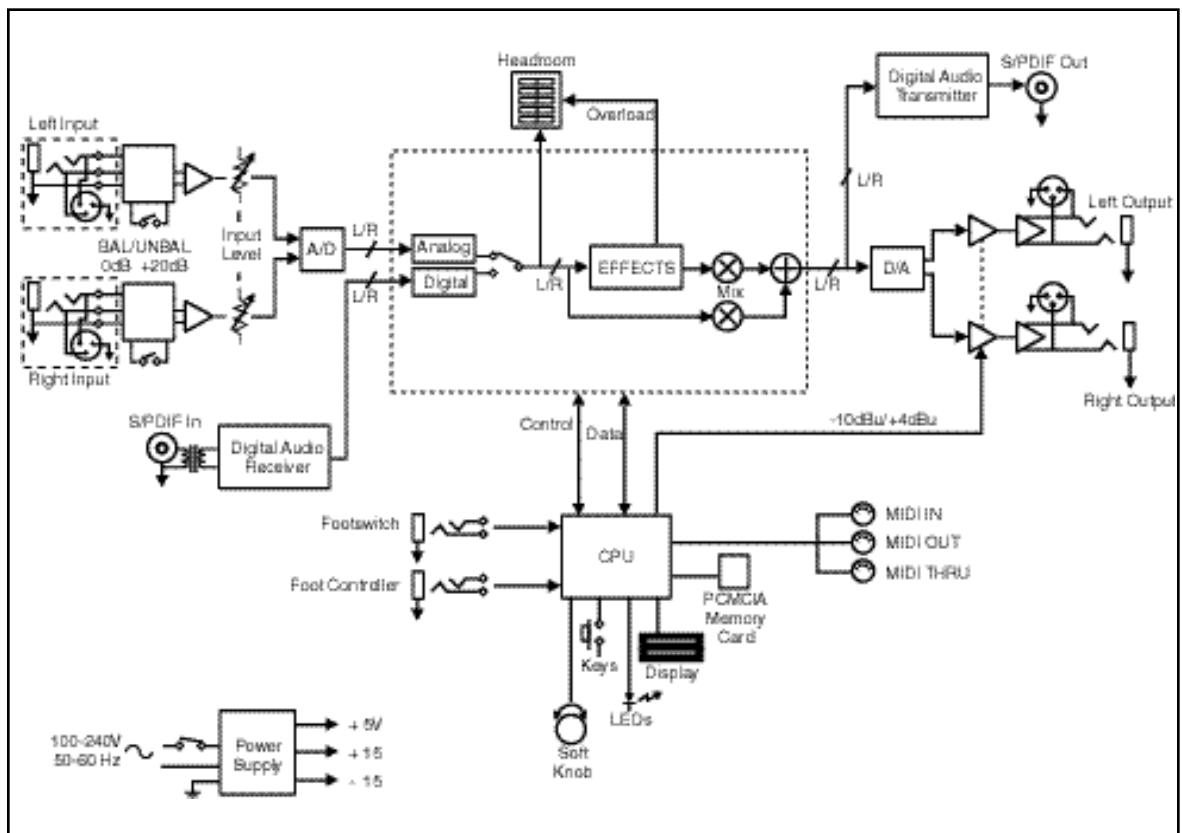 Headroom
S/PDIF Out
Digital Audio
Transmitter
Overload
Left Input
L/R
Left Output
BAL/UNBAL
0dB +20dB
Input
Level
A/D
L/R
Analog
Digital
L/R
L/R
EFFECTS
Mix
L/R
D/A
Right Input
Right Output
S/PDIF In
Digital Audio
Receiver
Control
Data
-10dBu/+4dBu
Footswitch
CPU
MIDI IN
MIDI OUT
MIDI THRU
Foot Controller
PCMCIA
Memory
Card
Keys
Display
LEDs
Soft
Knob
100-240V
50-60 Hz
Power
Supply
+ 5V
+ 15
- 15